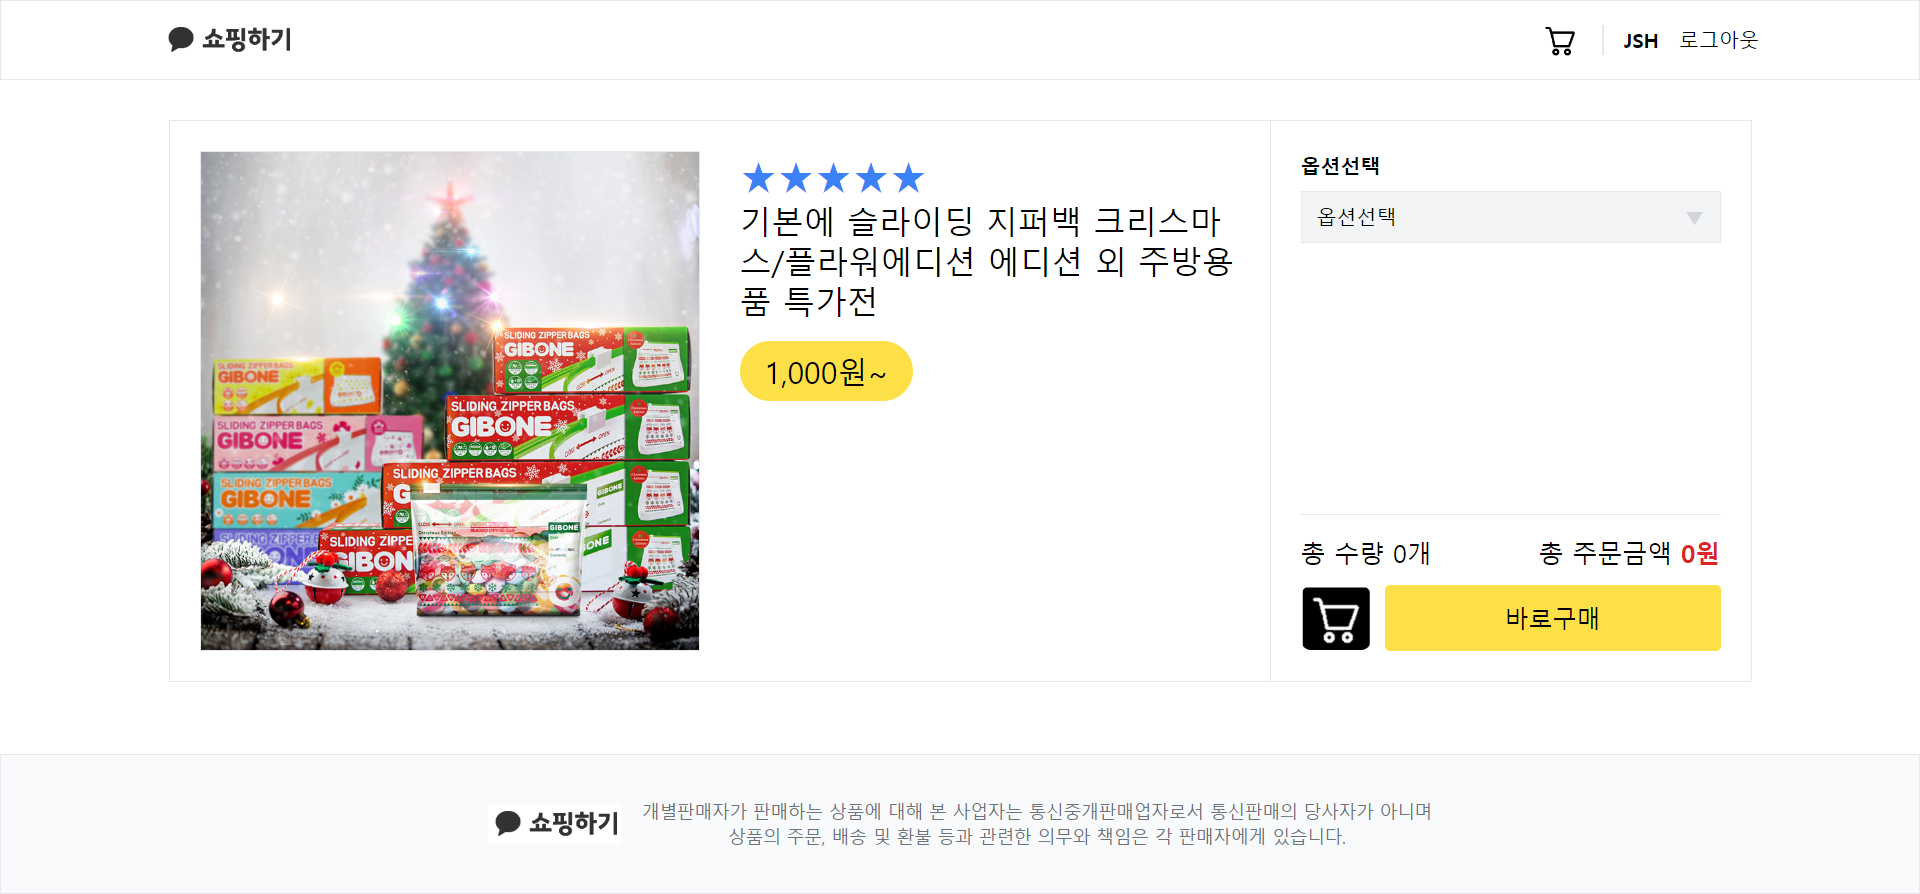 쇼핑하기
JSH 로그아웃
SLIDING ZIPPER BAGS
GIBONE
CLOSE OPEN
SLIDING ZIPPER BAGS
GIBONE
SLIDING ZIPPER BAGS
GIBONE
CLOSE OPEN
SLIDING ZIPPER BAGS
GIBONE
SLIDING ZIPPER BAGS
SLIDING ZIPPER BAGS
GIBONE
GIBONE
CLOSE OPEN
Christmas Edition
GIBONE
★★★★★
기본에 슬라이딩 지퍼백 크리스마
스/플라워에디션 에디션 외 주방용
품 특가전
1,000원~
옵션선택
옵션선택
총 수량 0개
총 주문금액 0원
바로구매
쇼핑하기
개별판매자가 판매하는 상품에 대해 본 사업자는 통신중개판매업자로서 통신판매의 당사자가 아니며
상품의 주문, 배송 및 환불 등과 관련한 의무와 책임은 각 판매자에게 있습니다.